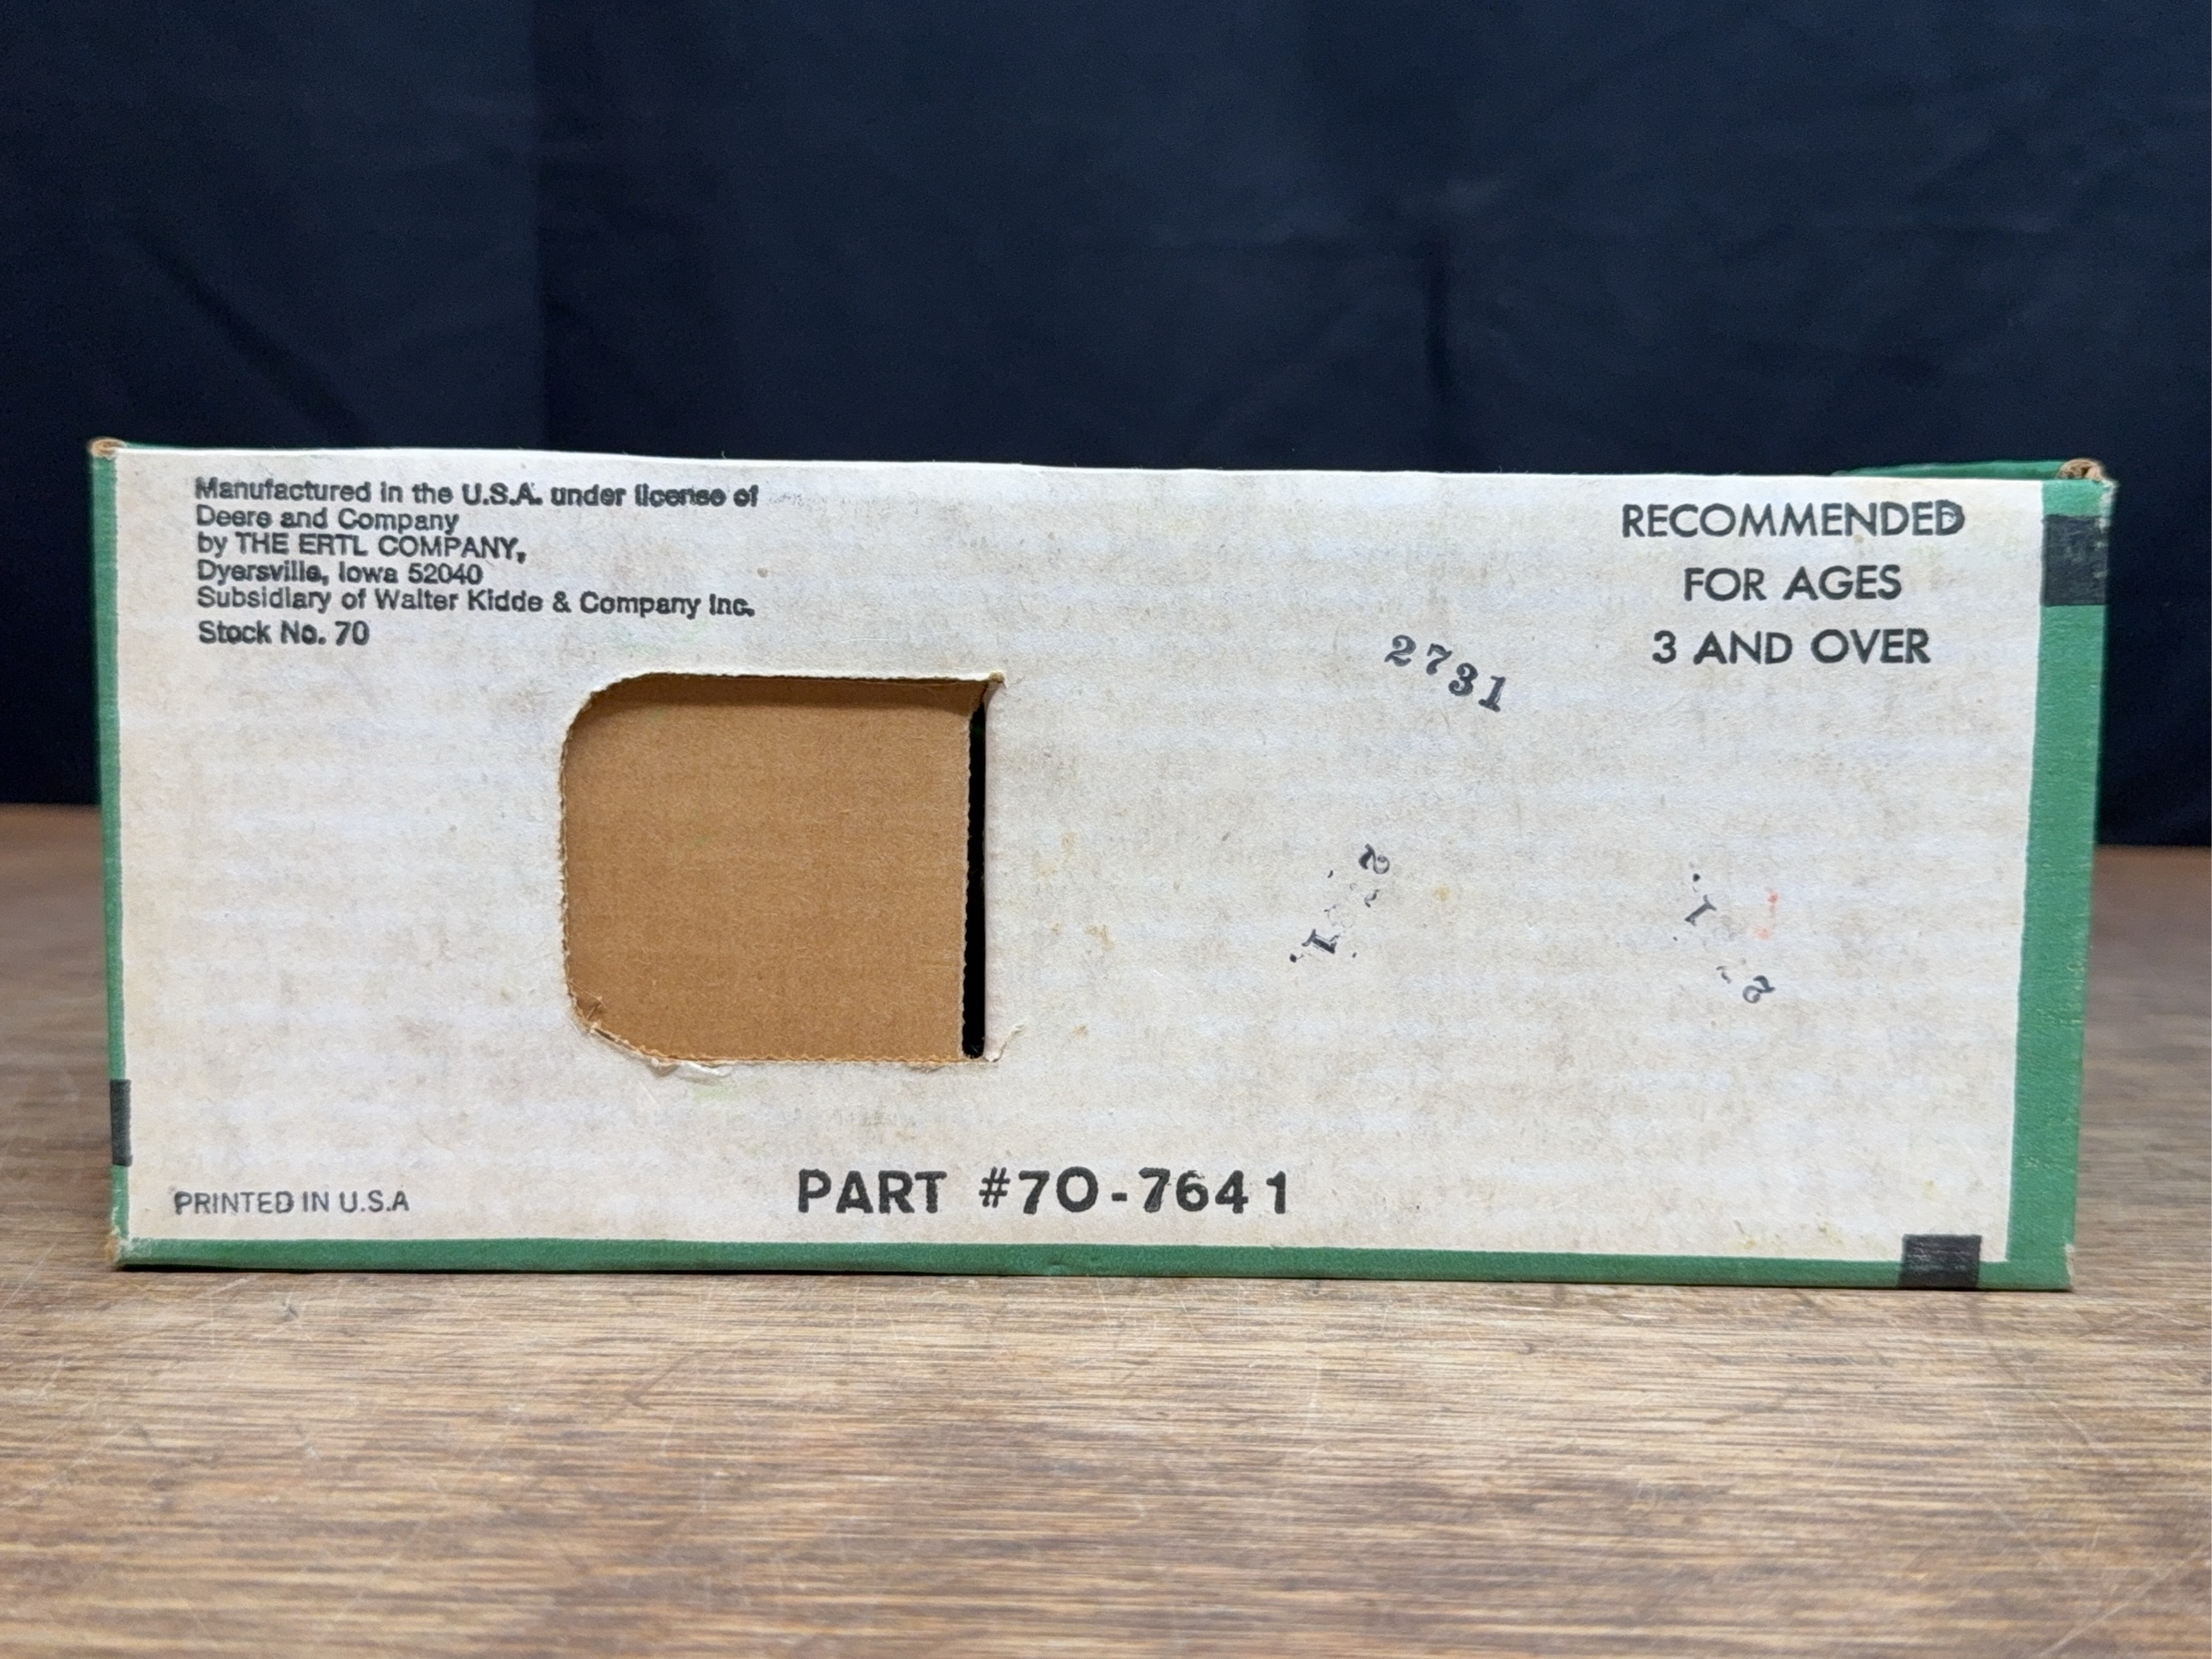 Manufactured in the U.S.A. under license of
Deere and Company
by THE ERTL COMPANY,
Dyersville, Iowa 52040
Subsidiary of Walter Kidde & Company Inc.
Stock No. 70
RECOMMENDED
FOR AGES
3 AND OVER
2731
PRINTED IN U.S.A
PART #70-7641